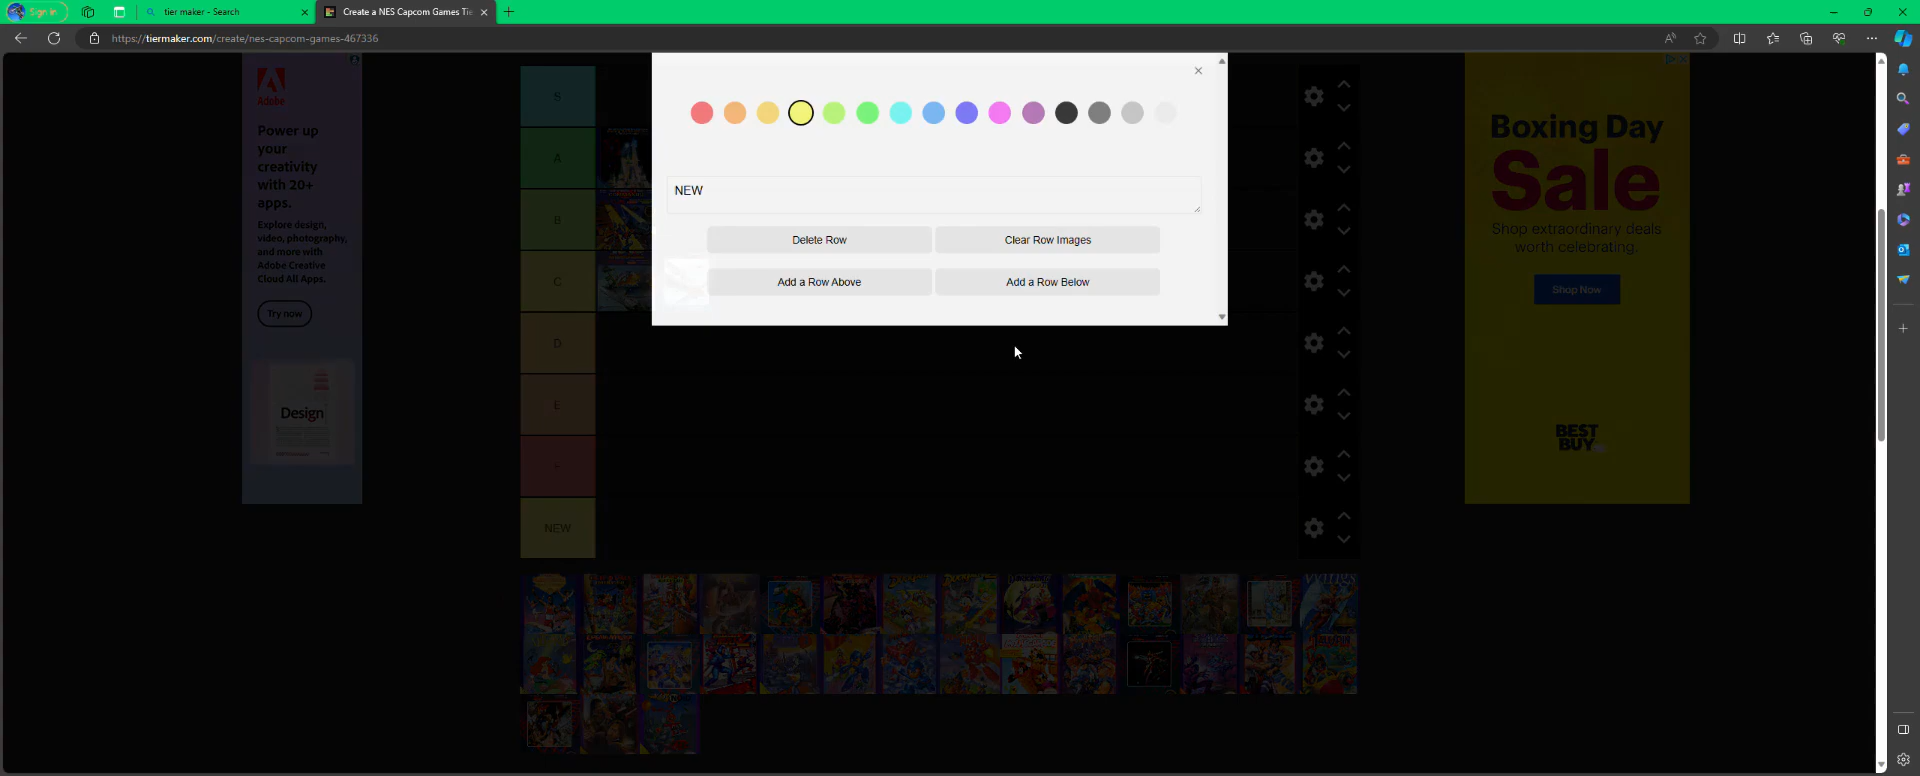 Sign in
tier maker - Search
Create a NES Capcom Games Tie
https://tiermaker.com/create/nes-capcom-games-467336
Adobe
Power up
your
creativity
with 20+
apps.
Explore design,
video, photography,
and more with
Adobe Creative
Cloud All Apps.
Try now
Design
S
A
B
C
D
E
NEW
NEW
Delete Row
Clear Row Images
Add a Row Above
Add a Row Below
Boxing Day
Sale
Shop extraordinary deals
worth celebrating.
Shop Now
BEST
BUY